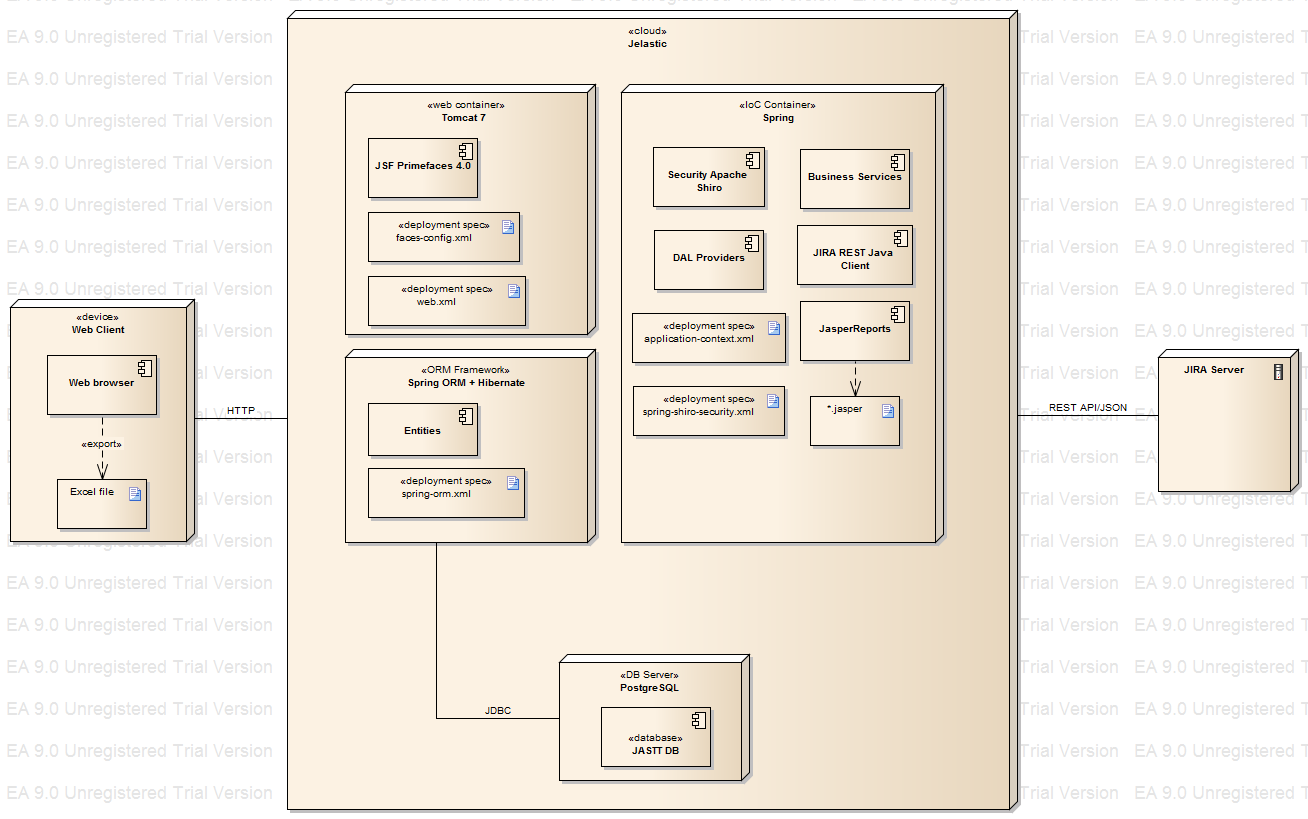 «cloud»
Jelastic
«web container»
Tomcat 7
JSF Primefaces 4.0
«deployment spec»
faces-config.xml
«deployment spec»
web.xml
«IoC Container»
Spring
Security Apache
Shiro
Business Services
DAL Providers
JIRA REST Java
Client
«deployment spec»
application-context.xml
JasperReports
«deployment spec»
spring-shiro-security.xml
*.jasper
«device»
Web Client
Web browser
«export»
Excel file
HTTP
«ORM Framework»
Spring ORM + Hibernate
Entities
«deployment spec»
spring-orm.xml
JDBC
«DB Server»
PostgreSQL
«database»
JASTT DB
REST API/JSON
JIRA Server
EA 9.0 Unregistered Trial Version